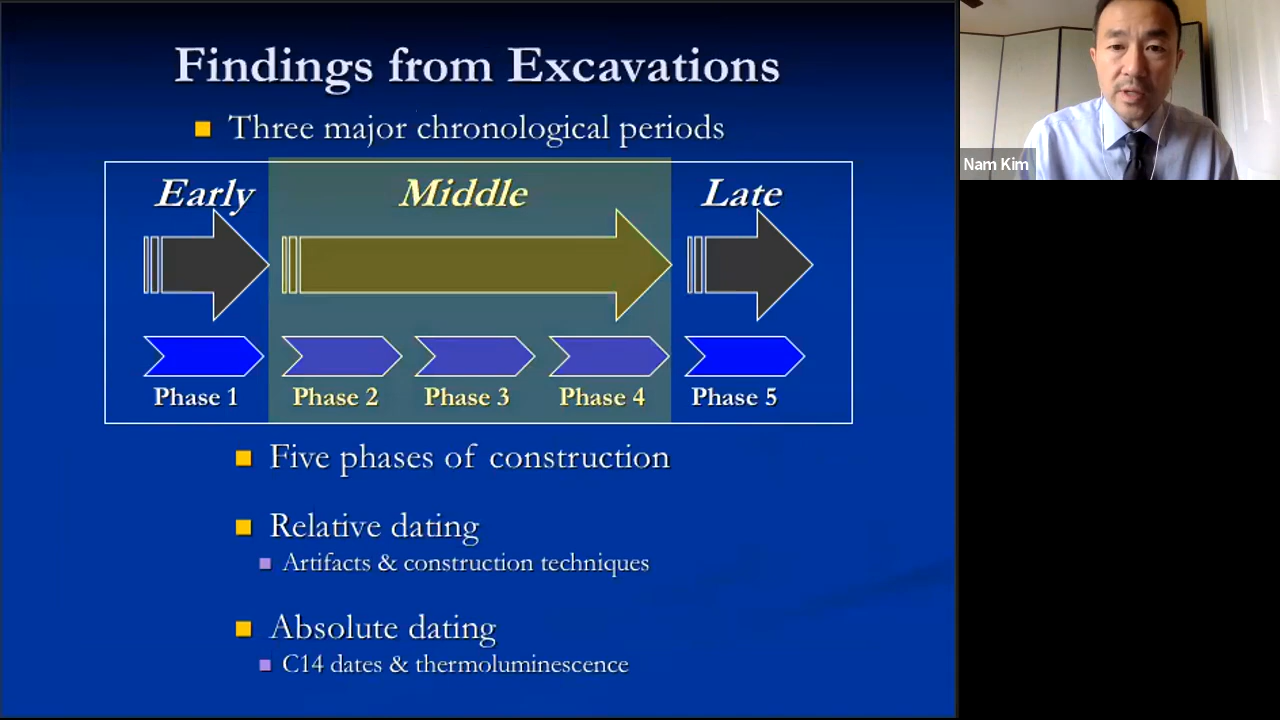 Findings from Excavations
Three major chronological periods
Early Middle Late
Phase 1 Phase 2 Phase 3 Phase 4 Phase 5
Five phases of construction
Relative dating
Artifacts & construction techniques
Absolute dating
C14 dates & thermoluminescence
Nam Kim